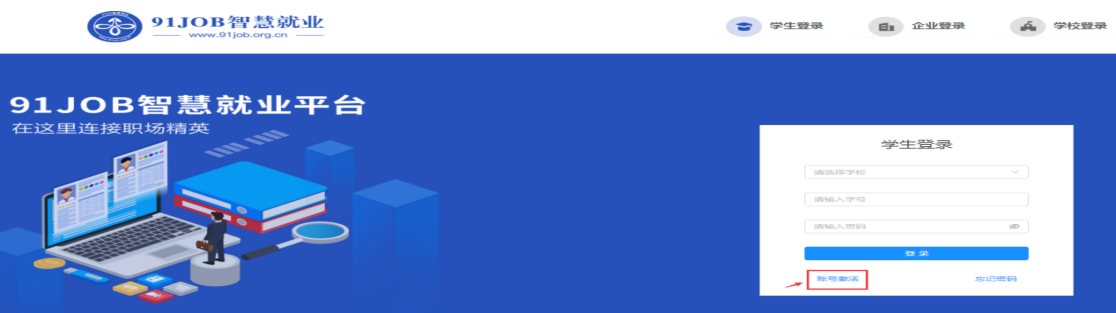 91JOB智慧就业
www.91job.org.cn
学生登录
企业登录
学校登录
91JOB智慧就业平台
在这里连接职场精英
学生登录
请选择学校
请输入学号
请输入密码
登录
账号激活
忘记密码